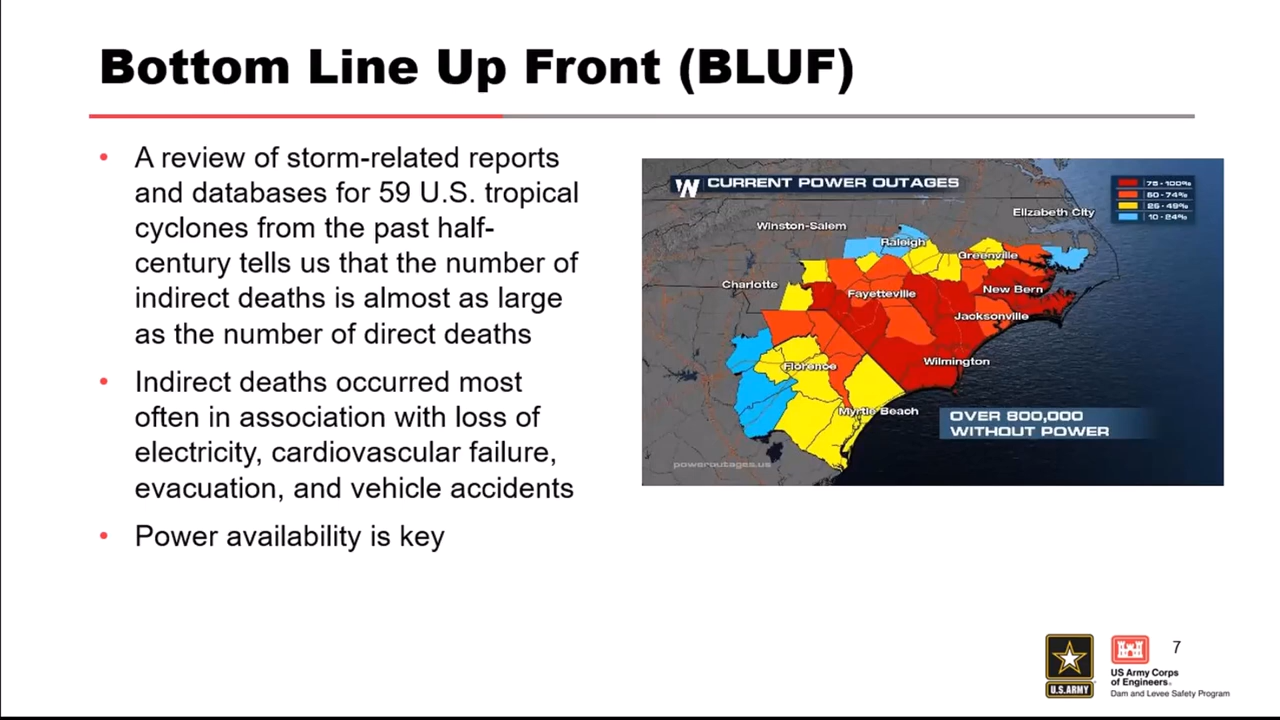 Bottom Line Up Front (BLUF)
• A review of storm-related reports
and databases for 59 U.S. tropical
cyclones from the past half-
century tells us that the number of
indirect deaths is almost as large
as the number of direct deaths
• Indirect deaths occurred most
often in association with loss of
electricity, cardiovascular failure,
evacuation, and vehicle accidents
• Power availability is key
W CURRENT POWER OUTAGES
75 - 100%
50 - 74%
25 - 49%
10 - 24%
Elizabeth City
Winston-Salem
Raleigh
Greenville
Charlotte
Fayetteville
New Bern
Jacksonville
Wilmington
Florence
Myrtle Beach
OVER 800,000
WITHOUT POWER
poweroutages.us
U.S.ARMY
US Army Corps
of Engineers®
Dam and Levee Safety Program
7